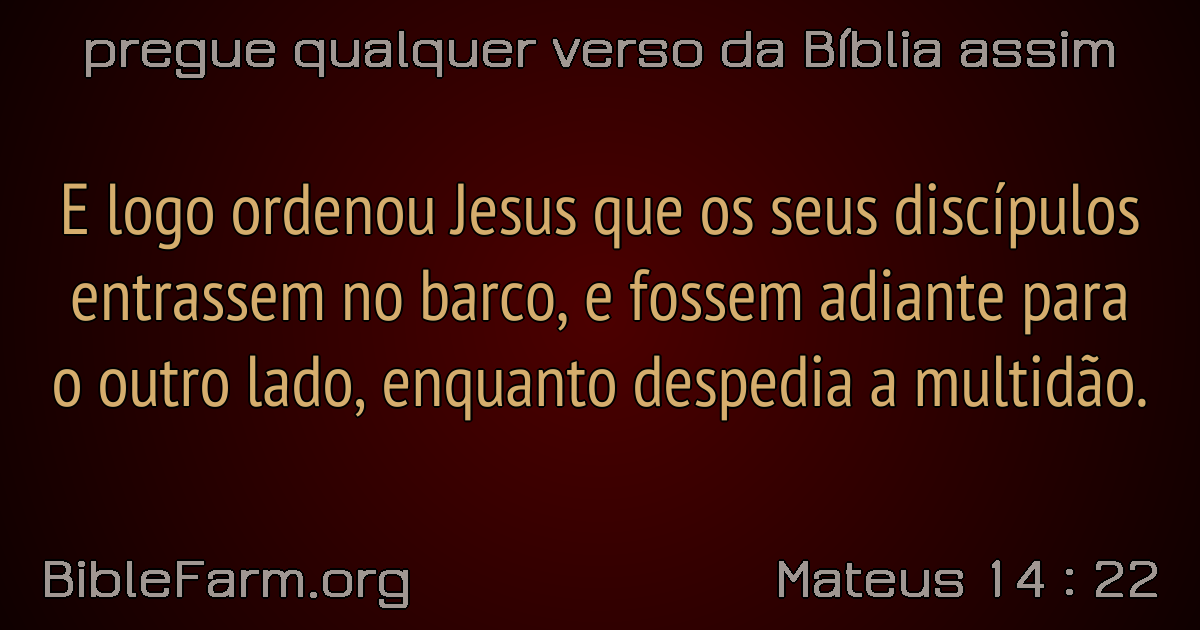 pregue qualquer verso da Bíblia assim
E logo ordenou Jesus que os seus discípulos
entrassem no barco, e fossem adiante para
o outro lado, enquanto despedia a multidão.
BibleFarm.org
Mateus 14 : 22